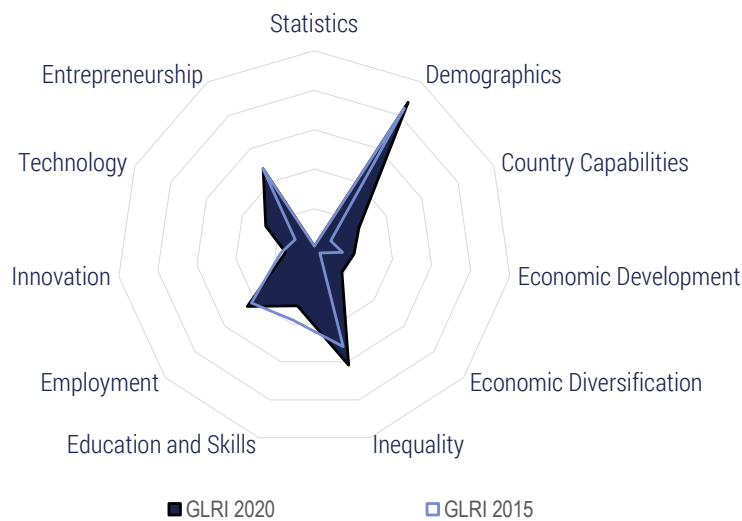 Statistics
Entrepreneurship
Demographics
Technology
Country Capabilities
Innovation
Economic Development
Employment
Economic Diversification
Education and Skills
Inequality
GLRI 2020
GLRI 2015